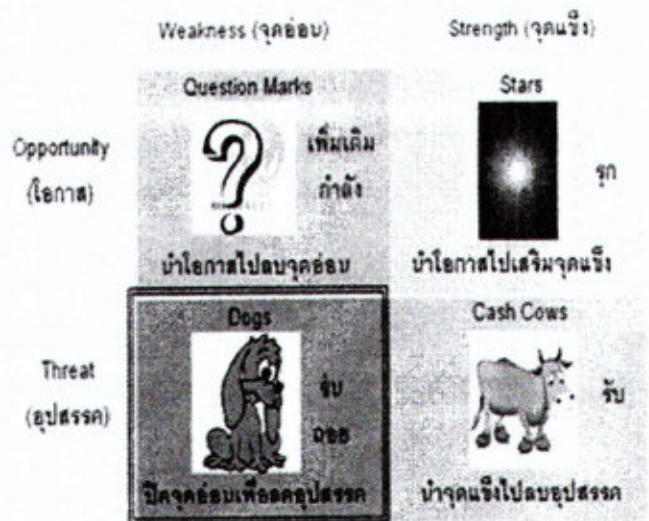 Weakness (จุดอ่อน)
Strength (จุดแข็ง)
Question Marks
Stars
Opportunity
(โอกาส)
เพิ่มเติม
กำลัง
รุก
นำโอกาสไปลบจุดอ่อน
นำโอกาสไปเสริมจุดแข็ง
Dogs
Cash Cows
Threat
(อุปสรรค)
ถอย
รับ
ปิดจุดอ่อนเพื่อลดอุปสรรค
นำจุดแข็งไปลบอุปสรรค